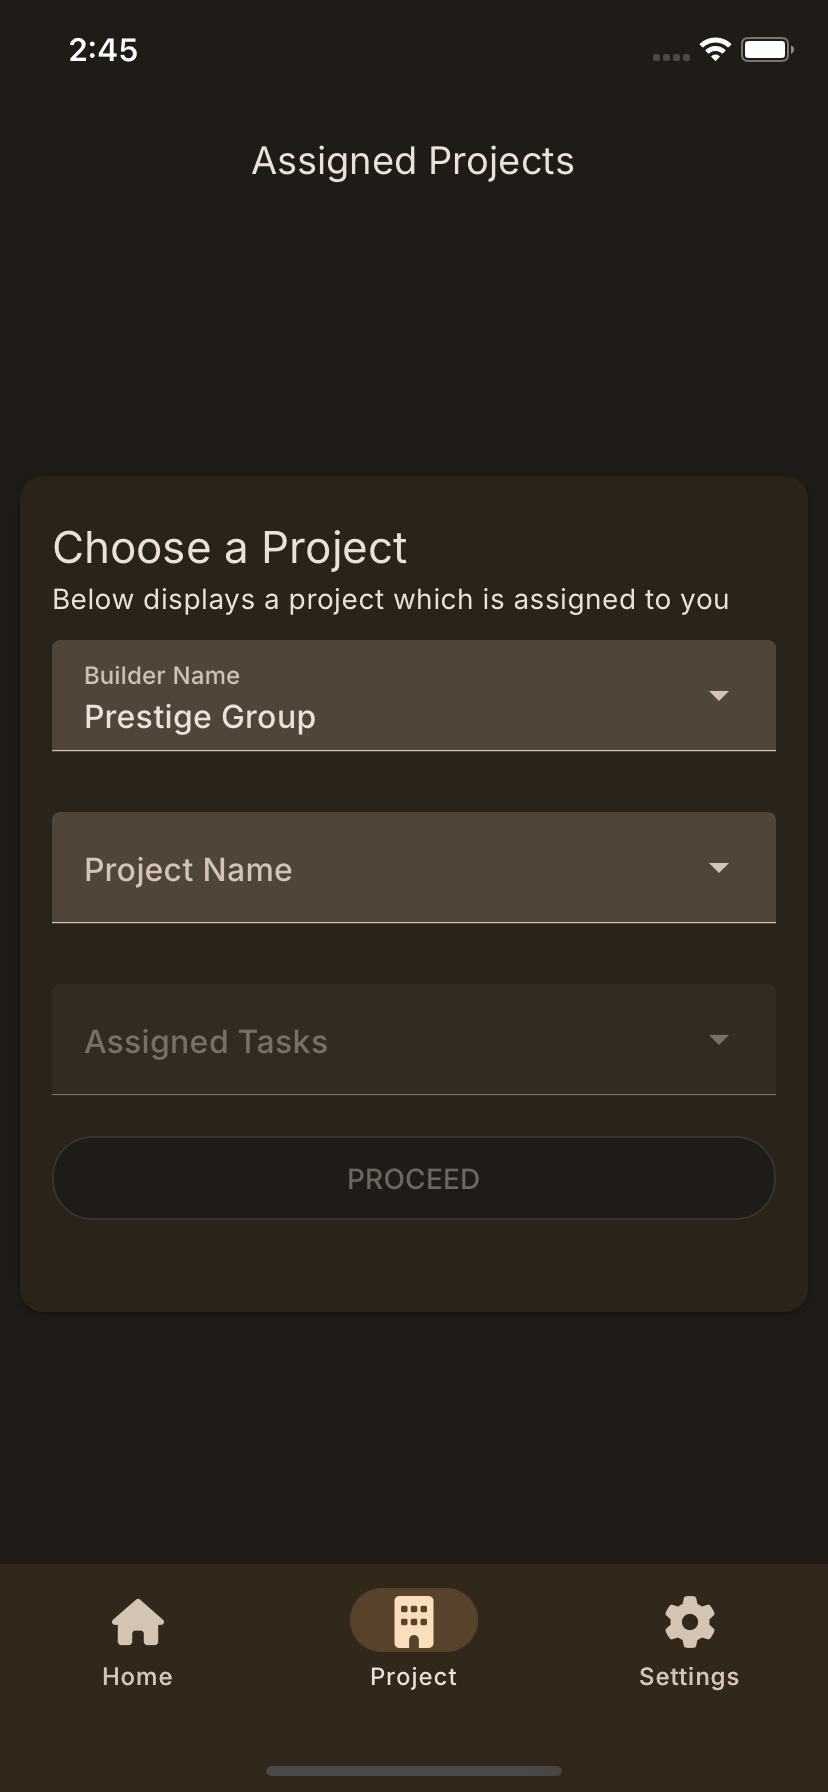 2:45
Assigned Projects
Choose a Project
Below displays a project which is assigned to you
Builder Name
Prestige Group
Project Name
Assigned Tasks
PROCEED
Home
Project
Settings